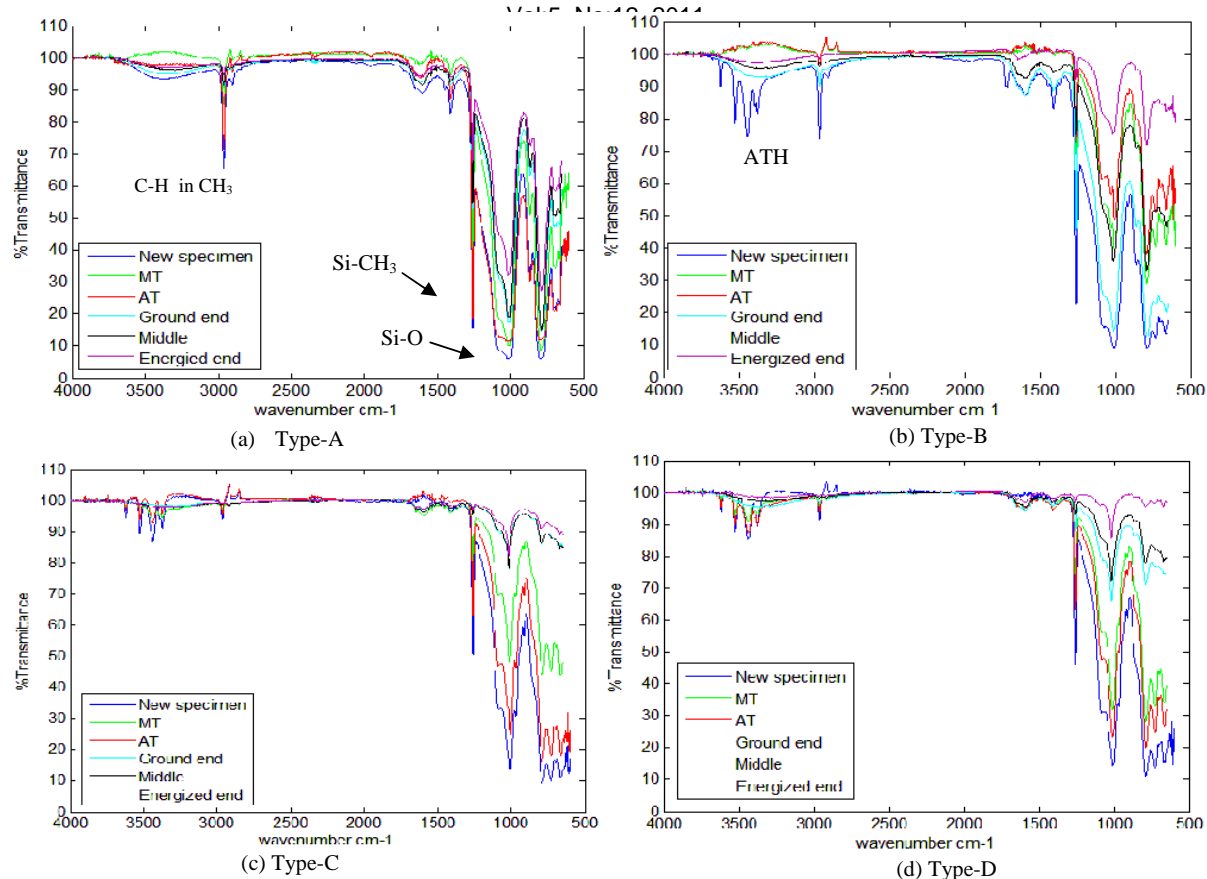 Vol:5, No:12, 2011
110
100
90
80
70
60
50
40
30
20
10
0
%Transmittance
C-H in CH₃
Si-CH₃
Si-O
New specimen
MT
AT
Ground end
Middle
Energied end
4000
3000
2000
1500
1000
500
wavenumber cm-1
(a) Type-A
110
100
90
80
70
60
50
40
30
20
10
0
%Transmittance
ATH
New specimen
MT
AT
Ground end
Middle
Energized end
4000
3500
3000
2500
2000
1500
1000
500
wavenumber cm-1
(b) Type-B
110
100
90
80
70
60
50
40
30
20
10
0
%Transmittance
New specimen
MT
AT
Ground end
Middle
Energized end
4000
3000
2500
2000
1500
1000
500
wavenumber cm-1
(c) Type-C
110
100
90
80
70
60
50
40
30
20
10
0
%Transmittance
New specimen
MT
AT
Ground end
Middle
Energized end
4000
3500
3000
2500
2000
1500
1000
500
wavenumber cm-1
(d) Type-D